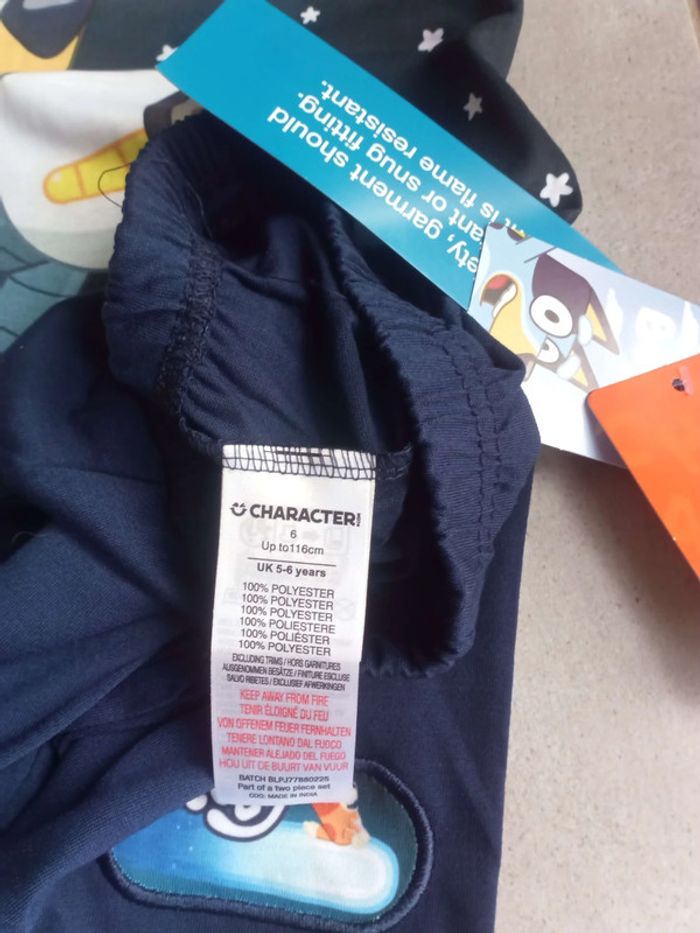 ety, garment should
ant or snug fitting.
it is flame resistant.
CHARACTER
6
Up to116cm
UK 5-6 years
100% POLYESTER
100% POLYESTER
100% POLYESTER
100% POLIESTERE
100% POLIÉSTER
100% POLYESTER
EXCLUDING TRIMS / HORS GARNITURES
AUSGENOMMEN BESÄTZE / FINITURE ESCLUSE
SALVO RIBETES / EXCLUSIEF AFWERKINGEN
KEEP AWAY FROM FIRE
TENIR ÉLOIGNÉ DU FEU
VON OFFENEM FEUER FERNHALTEN
TENERE LONTANO DAL FUOCO
MANTENER ALEJADO DEL FUEGO
HOU UIT DE BUURT VAN VUUR
BATCH BLPJ77880225
Part of a two piece set
COO: MADE IN INDIA